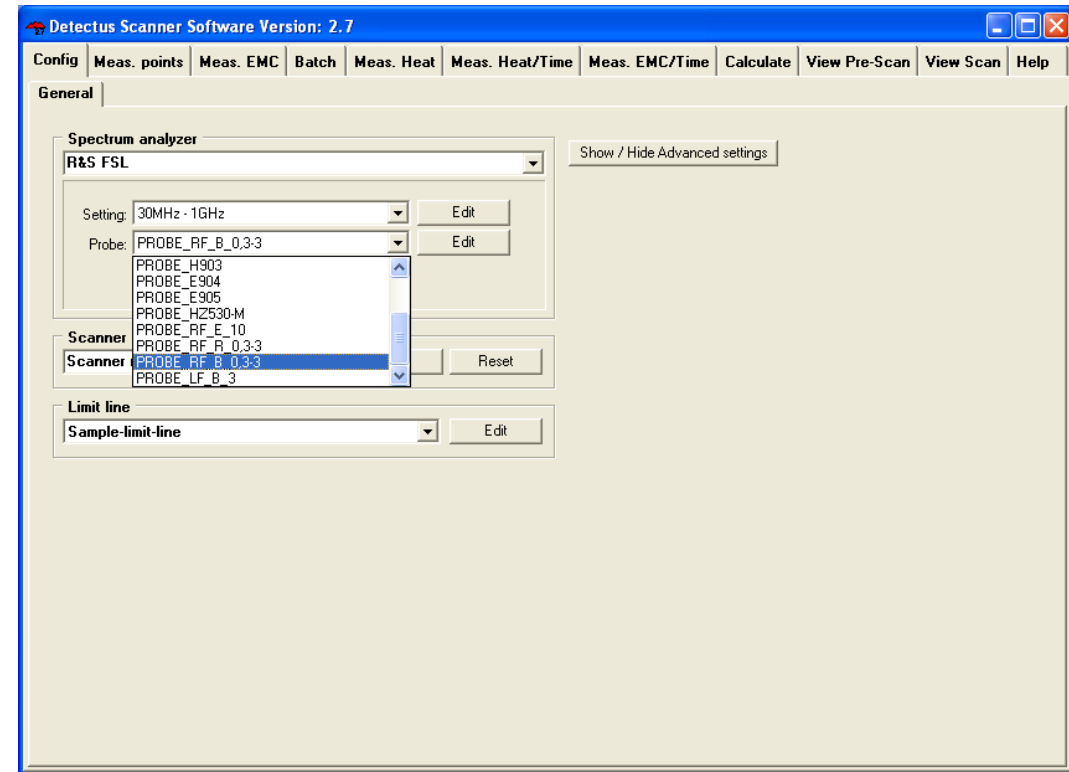 Detectus Scanner Software Version: 2.7
Config Meas. points Meas. EMC Batch Meas. Heat Meas. Heat/Time Meas. EMC/Time Calculate View Pre-Scan View Scan Help
General
Spectrum analyzer
R&S FSL
Show / Hide Advanced settings
Setting: 30MHz - 1GHz Edit
Probe: PROBE_RF_B_0,3-3 Edit
PROBE_H903
PROBE_E904
PROBE_E905
PROBE_HZ530-M
PROBE_RF_E_10
PROBE_RF_R_0,3-3
PROBE_RF_B_0,3-3
PROBE_LF_B_3
Scanner
Scanner
Reset
Limit line
Sample-limit-line Edit